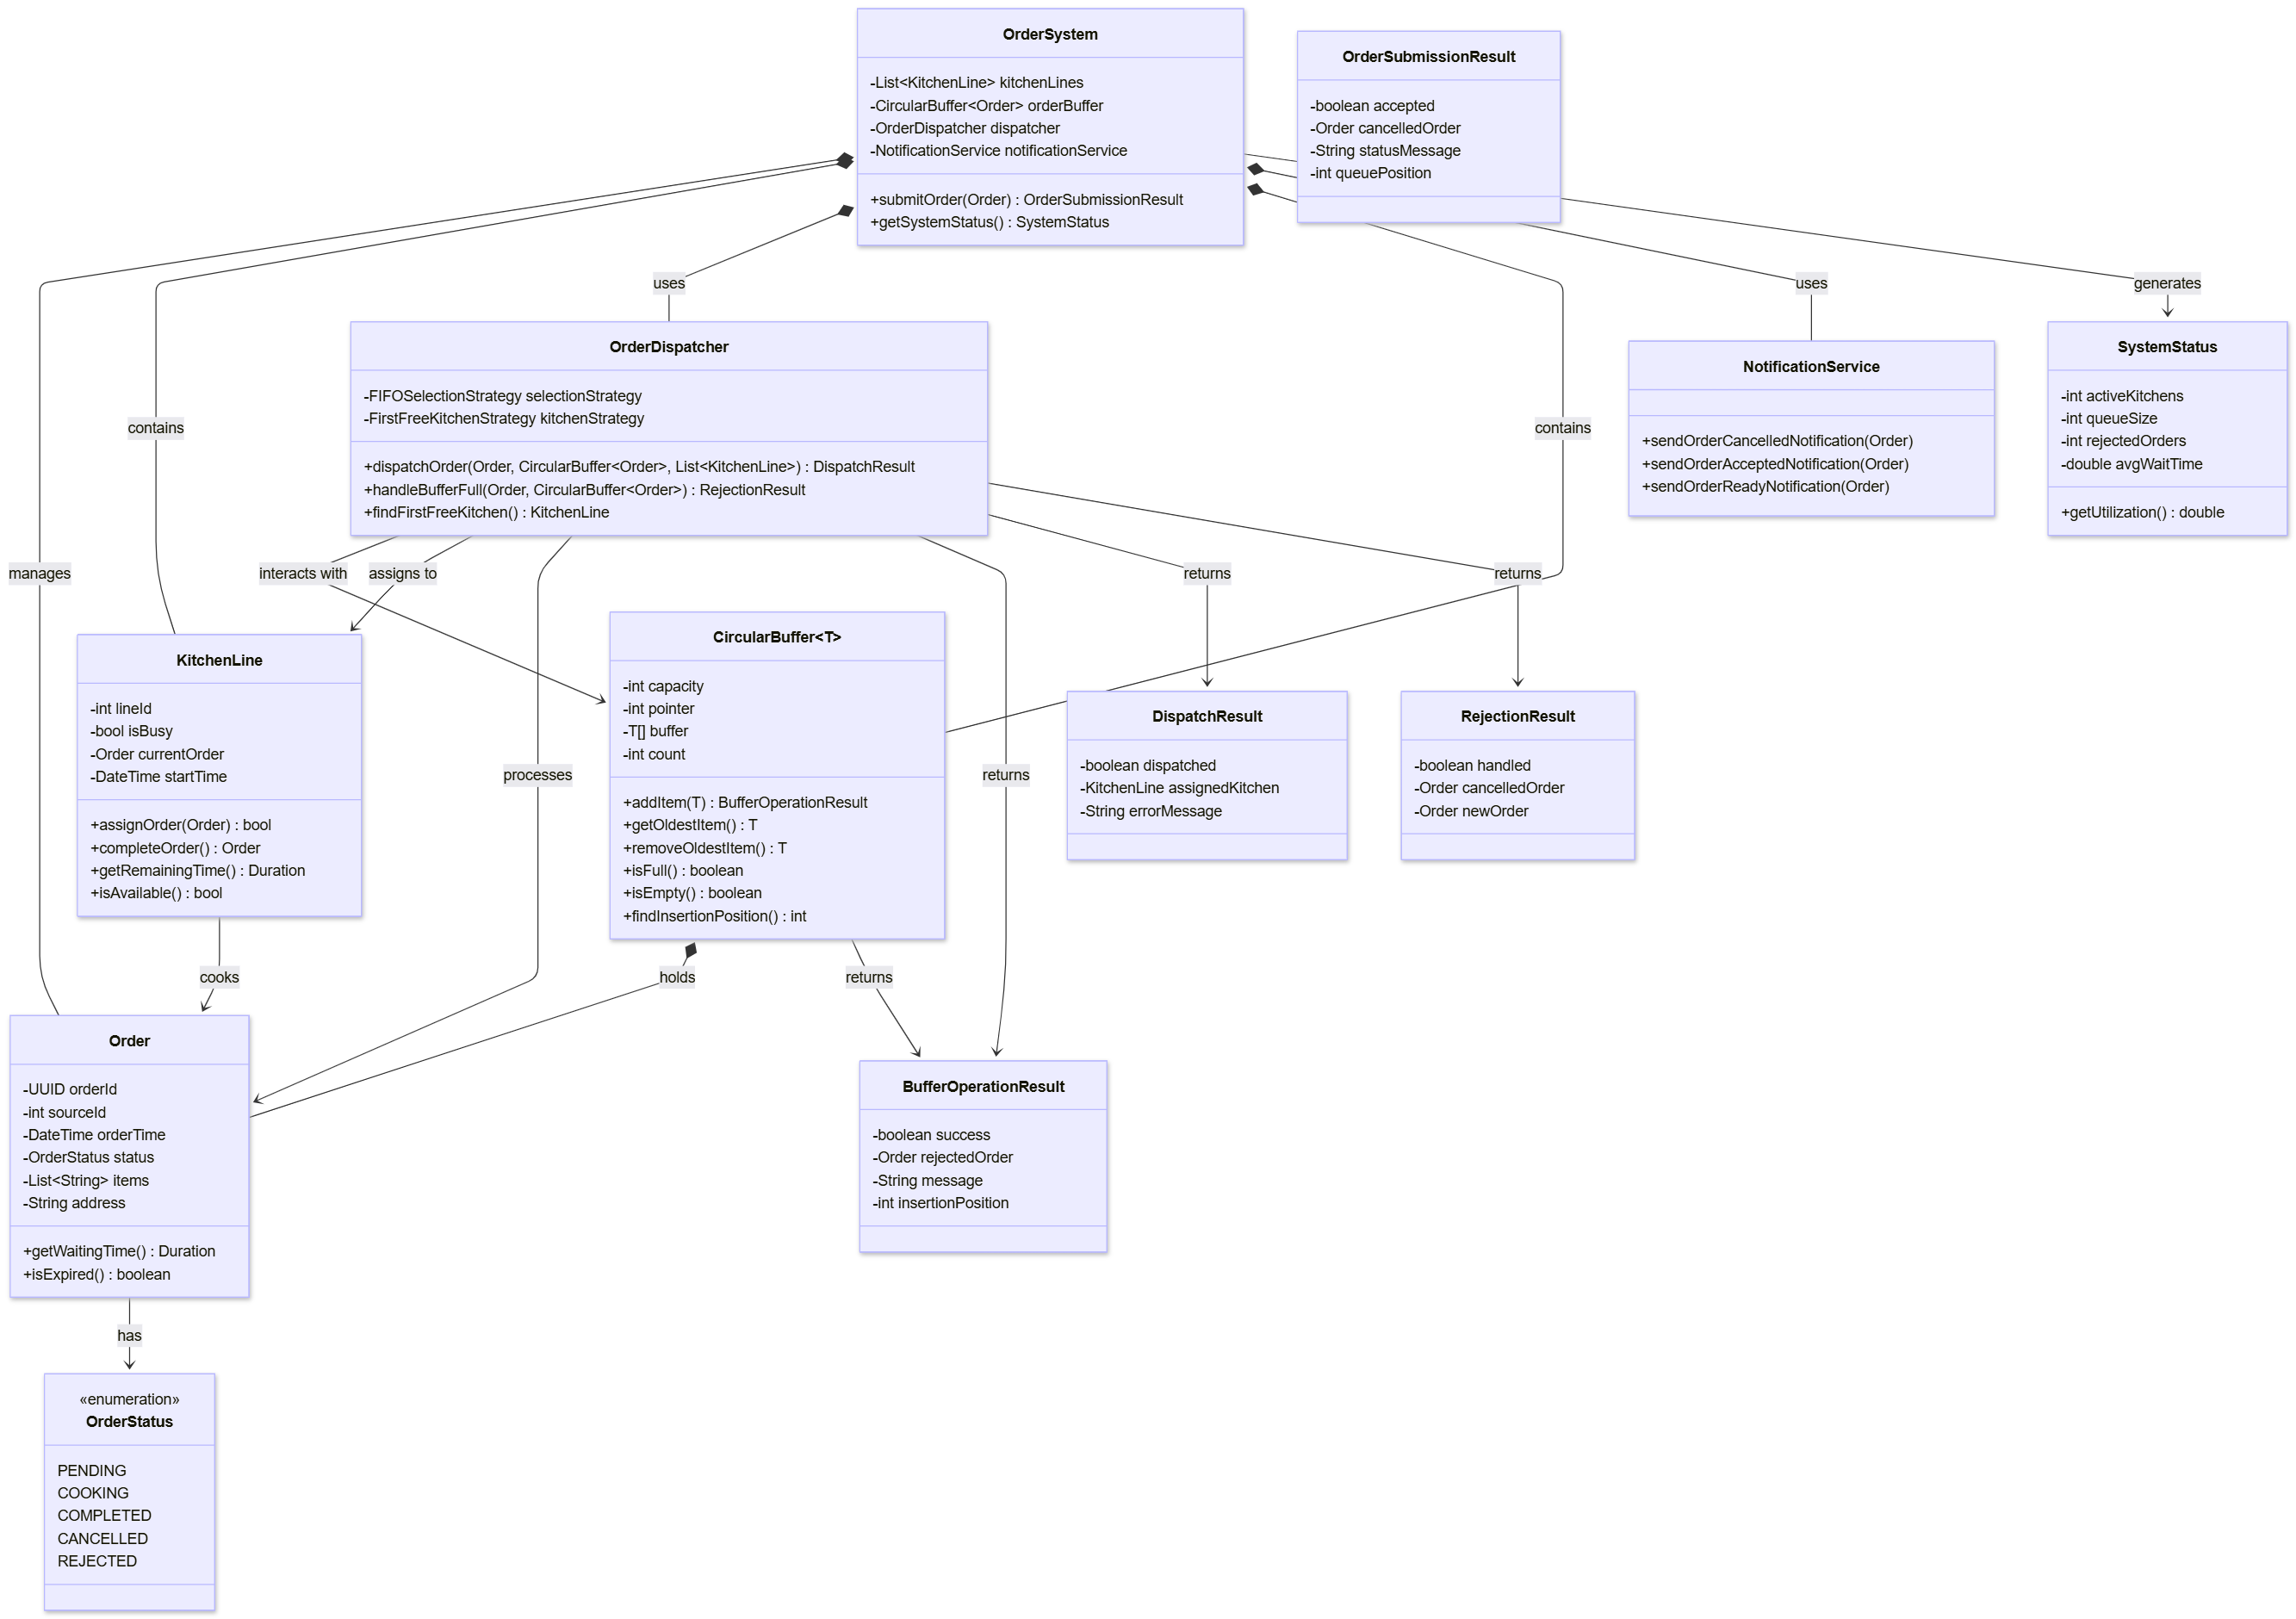 OrderSystem
-List<KitchenLine> kitchenLines
-CircularBuffer<Order> orderBuffer
-OrderDispatcher dispatcher
-NotificationService notificationService
+submitOrder(Order) : OrderSubmissionResult
+getSystemStatus() : SystemStatus
OrderSubmissionResult
-boolean accepted
-Order cancelledOrder
-String statusMessage
-int queuePosition
uses
uses
generates
OrderDispatcher
-FIFOSelectionStrategy selectionStrategy
-FirstFreeKitchenStrategy kitchenStrategy
+dispatchOrder(Order, CircularBuffer<Order>, List<KitchenLine>) : DispatchResult
+handleBufferFull(Order, CircularBuffer<Order>) : RejectionResult
+findFirstFreeKitchen() : KitchenLine
NotificationService
+sendOrderCancelledNotification(Order)
+sendOrderAcceptedNotification(Order)
+sendOrderReadyNotification(Order)
SystemStatus
-int activeKitchens
-int queueSize
-int rejectedOrders
-double avgWaitTime
+getUtilization() : double
contains
contains
manages
interacts with
assigns to
returns
returns
KitchenLine
-int lineId
-bool isBusy
-Order currentOrder
-DateTime startTime
+assignOrder(Order) : bool
+completeOrder() : Order
+getRemainingTime() : Duration
+isAvailable() : bool
processes
CircularBuffer<T>
-int capacity
-int pointer
-T[] buffer
-int count
+addItem(T) : BufferOperationResult
+getOldestItem() : T
+removeOldestItem() : T
+isFull() : boolean
+isEmpty() : boolean
+findInsertionPosition() : int
returns
DispatchResult
-boolean dispatched
-KitchenLine assignedKitchen
-String errorMessage
RejectionResult
-boolean handled
-Order cancelledOrder
-Order newOrder
cooks
holds
returns
Order
-UUID orderId
-int sourceId
-DateTime orderTime
-OrderStatus status
-List<String> items
-String address
+getWaitingTime() : Duration
+isExpired() : boolean
BufferOperationResult
-boolean success
-Order rejectedOrder
-String message
-int insertionPosition
has
«enumeration»
OrderStatus
PENDING
COOKING
COMPLETED
CANCELLED
REJECTED